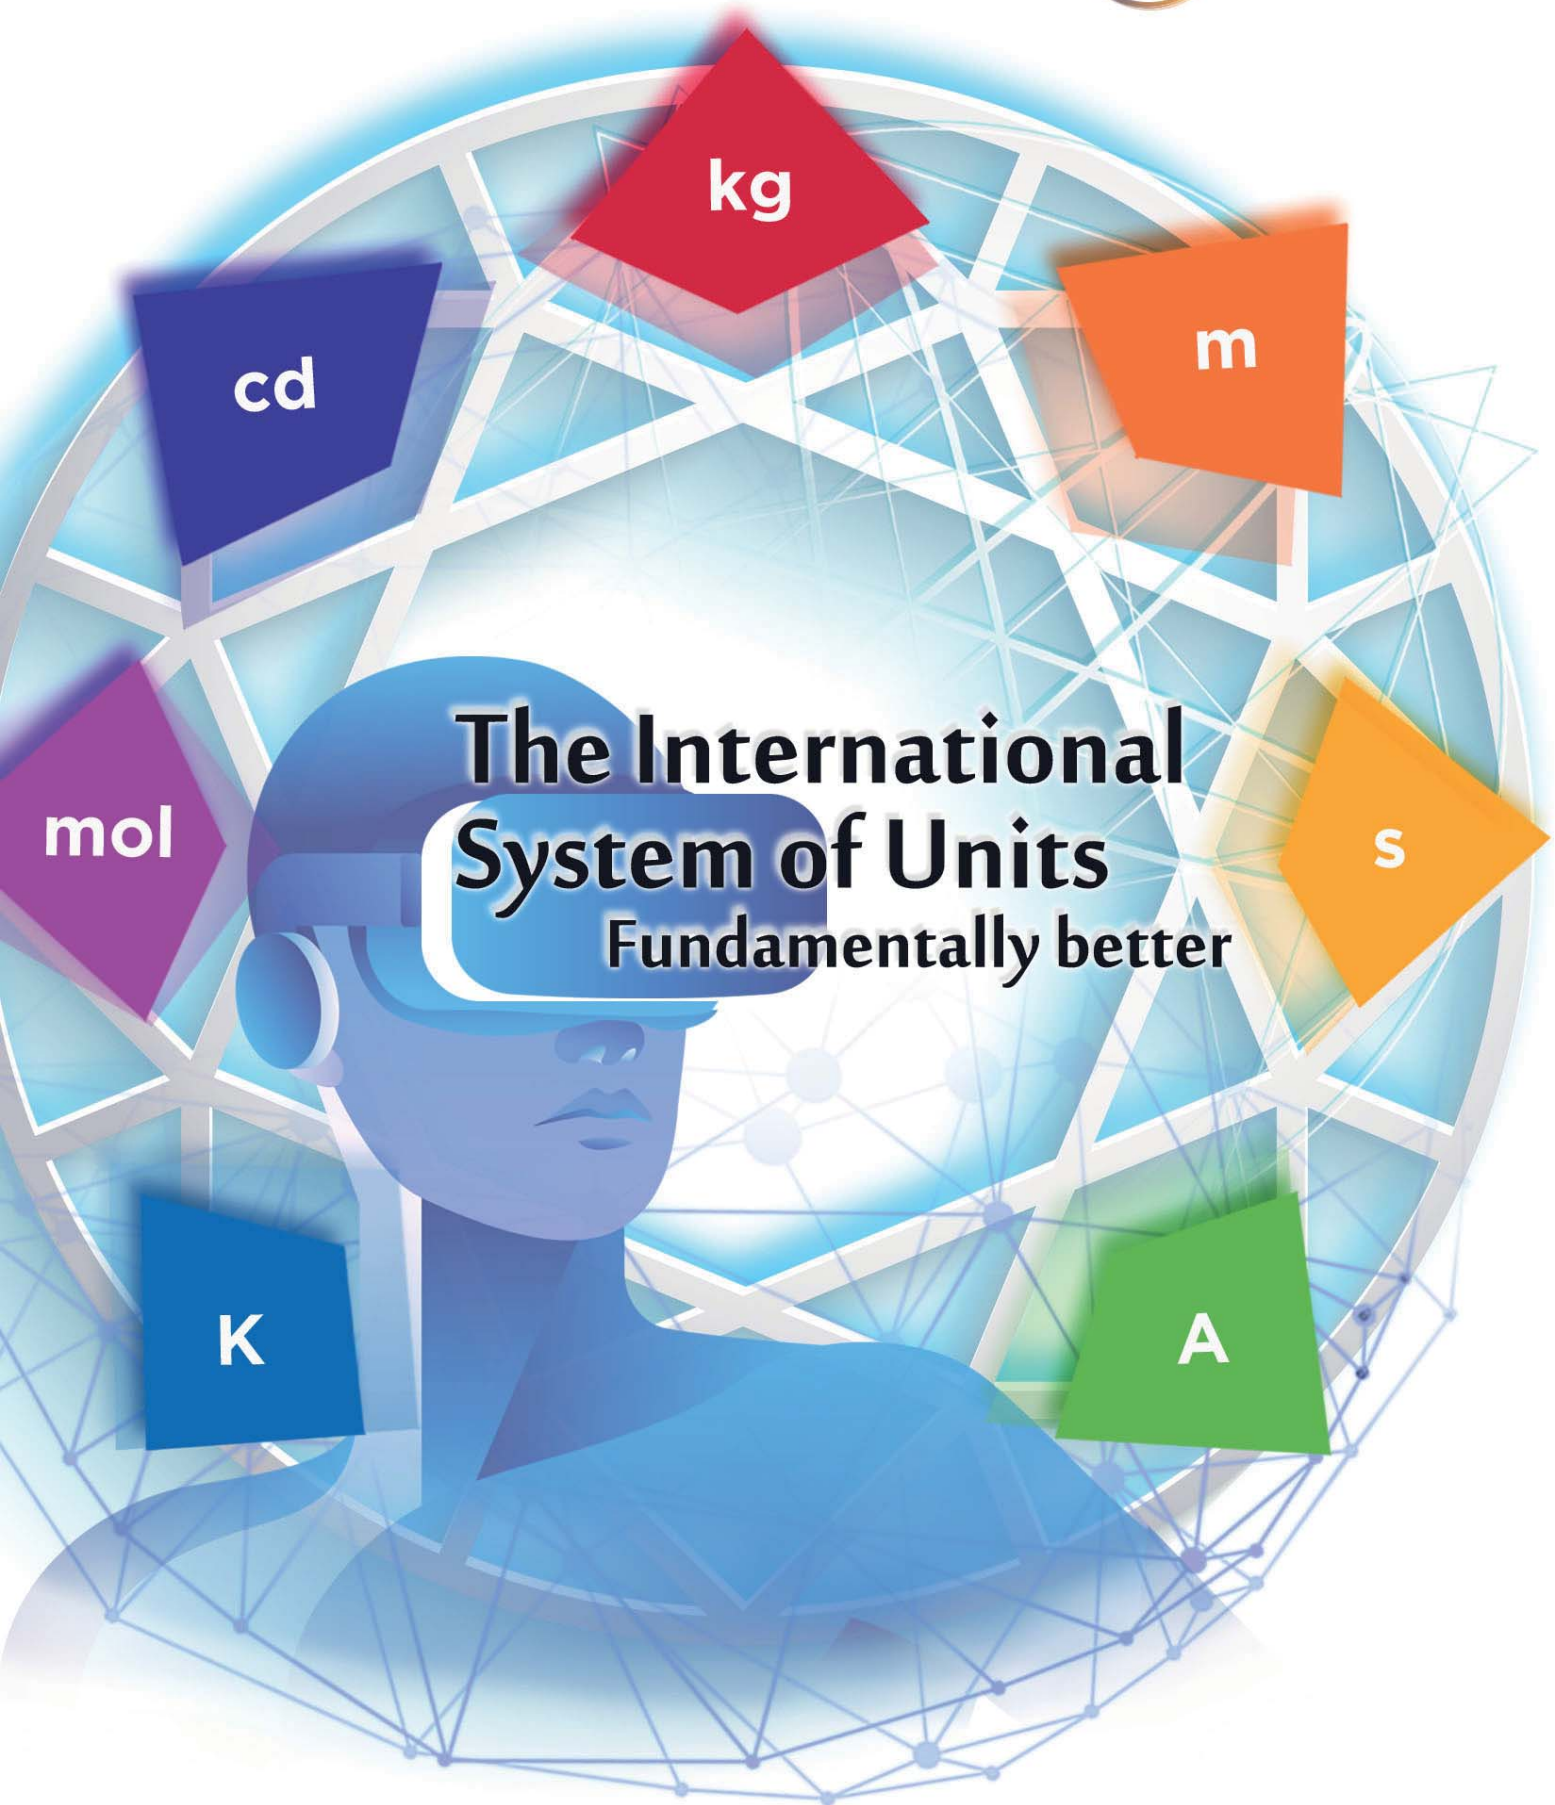 kg
m
cd
The International
System of Units
Fundamentally better
mol
s
K
A